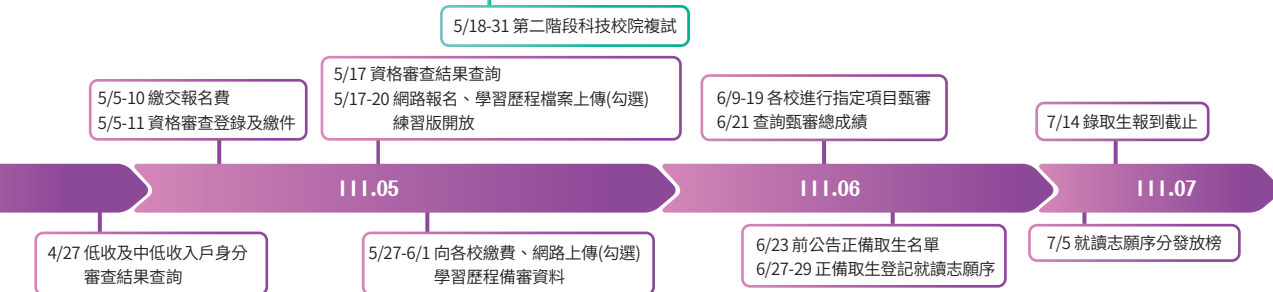 5/18-31 第二階段科技校院複試
5/5-10 繳交報名費
5/5-11 資格審查登錄及繳件
5/17 資格審查結果查詢
5/17-20 網路報名、學習歷程檔案上傳(勾選)
練習版開放
6/9-19 各校進行指定項目甄審
6/21 查詢甄審總成績
7/14 錄取生報到截止
111.05
111.06
111.07
4/27 低收及中低收入戶身分
審查結果查詢
5/27-6/1 向各校繳費、網路上傳(勾選)
學習歷程備審資料
6/23 前公告正備取生名單
6/27-29 正備取生登記就讀志願序
7/5 就讀志願序分發放榜